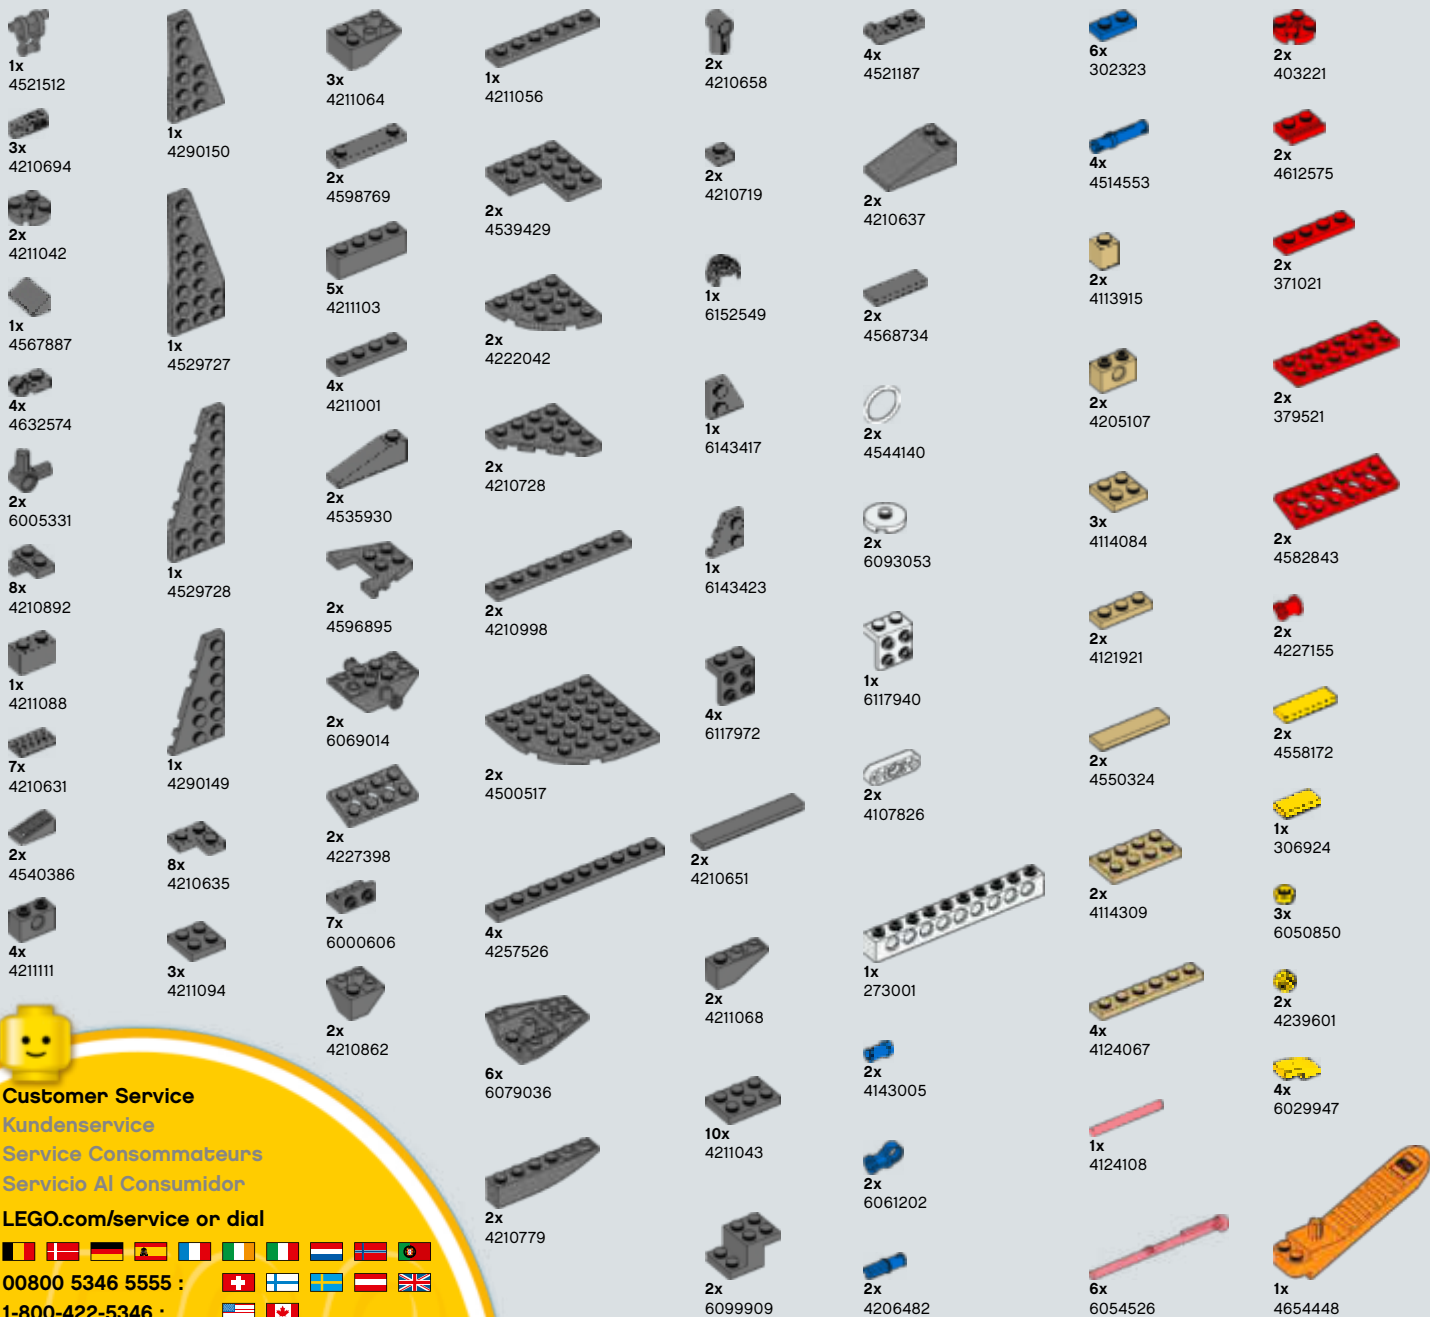 1x
4521512
3x
4210694
2x
4211042
1x
4567887
4x
4632574
2x
6005331
8x
4210892
1x
4211088
7x
4210631
2x
4540386
4x
4211111
1x
4290150
1x
4529727
1x
4529728
1x
4290149
8x
4210635
3x
4211094
3x
4211064
2x
4598769
5x
4211103
4x
4211001
2x
4535930
2x
4596895
2x
6069014
2x
4227398
7x
6000606
2x
4210862
1x
4211056
2x
4539429
2x
4222042
2x
4210728
2x
4210998
2x
4500517
4x
4257526
6x
6079036
2x
4210779
2x
4210658
2x
4210719
1x
6152549
1x
6143417
1x
6143423
4x
6117972
2x
4210651
2x
4211068
10x
4211043
2x
6099909
4x
4521187
2x
4210637
2x
4568734
2x
4544140
2x
6093053
1x
6117940
2x
4107826
1x
273001
2x
4143005
2x
6061202
2x
4206482
6x
302323
4x
4514553
2x
4113915
2x
4205107
3x
4114084
2x
4121921
2x
4550324
2x
4114309
4x
4124067
1x
4124108
6x
6054526
2x
403221
2x
4612575
2x
371021
2x
379521
2x
4582843
2x
4227155
2x
4558172
1x
306924
3x
6050850
2x
4239601
4x
6029947
1x
4654448
Customer Service
Kundenservice
Service Consommateurs
Servicio Al Consumidor
LEGO.com/service or dial
00800 5346 5555 :
1-800-422-5346 :